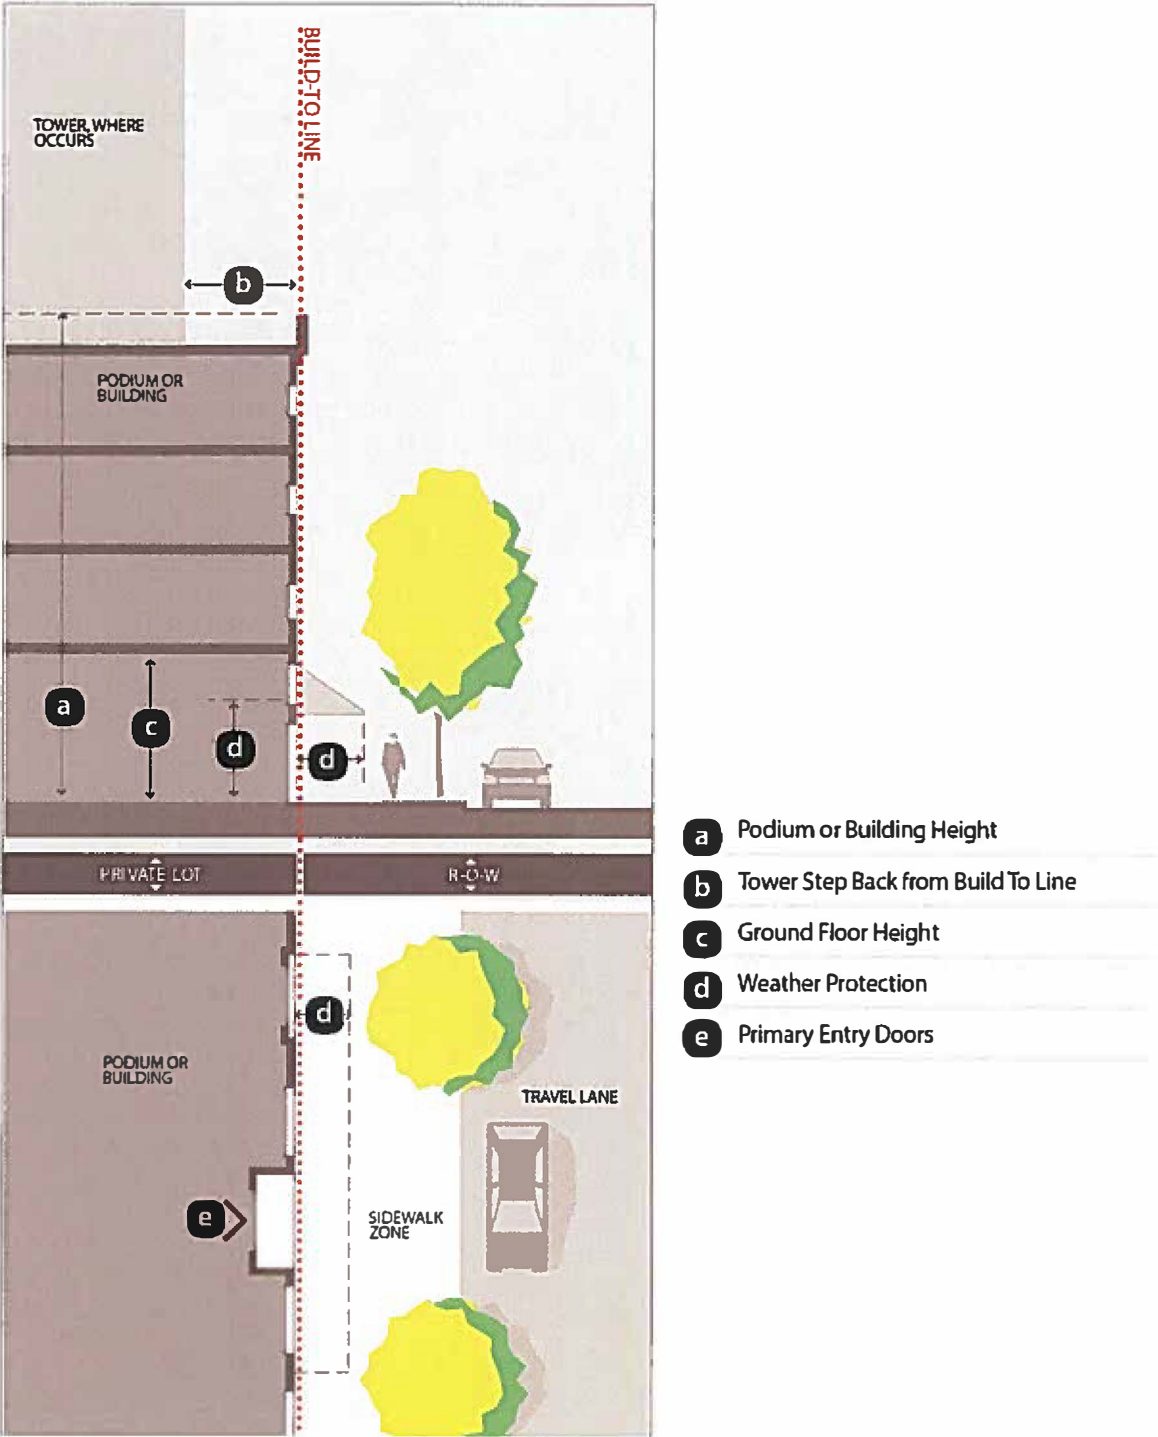 BUILD-TO LINE
TOWER, WHERE
OCCURS
b
PODIUM OR
BUILDING
a
c
d
d
PRIVATE LOT
R-O-W
d
PODIUM OR
BUILDING
TRAVEL LANE
e
SIDEWALK
ZONE
a Podium or Building Height
b Tower Step Back from Build To Line
c Ground Floor Height
d Weather Protection
e Primary Entry Doors